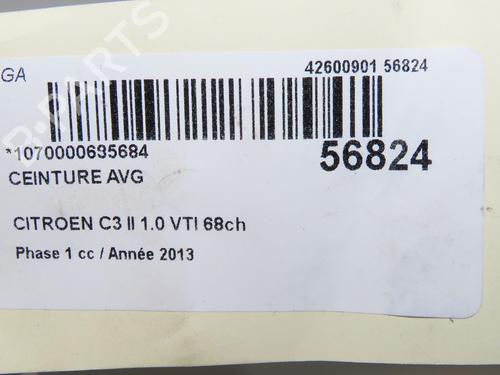 GA
42600901 56824
*1070000635684
56824
CEINTURE AVG
CITROEN C3 II 1.0 VTI 68ch
Phase 1 cc / Année 2013